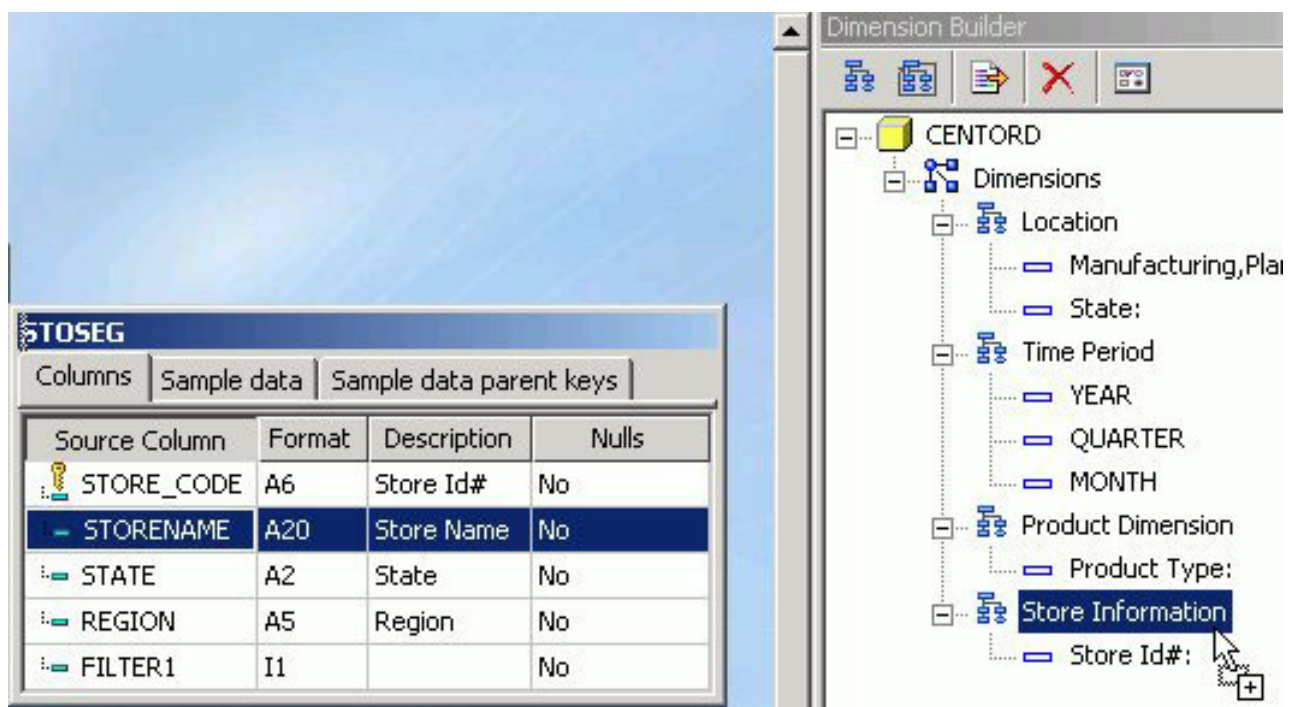 Dimension Builder
CENTORD
Dimensions
Location
Manufacturing,Pla
State:
Time Period
YEAR
QUARTER
MONTH
Product Dimension
Product Type:
Store Information
Store Id#:
STOSEG
Columns Sample data Sample data parent keys
Source Column Format Description Nulls
STORE_CODE A6 Store Id# No
STORENAME A20 Store Name No
STATE A2 State No
REGION A5 Region No
FILTER1 I1 No